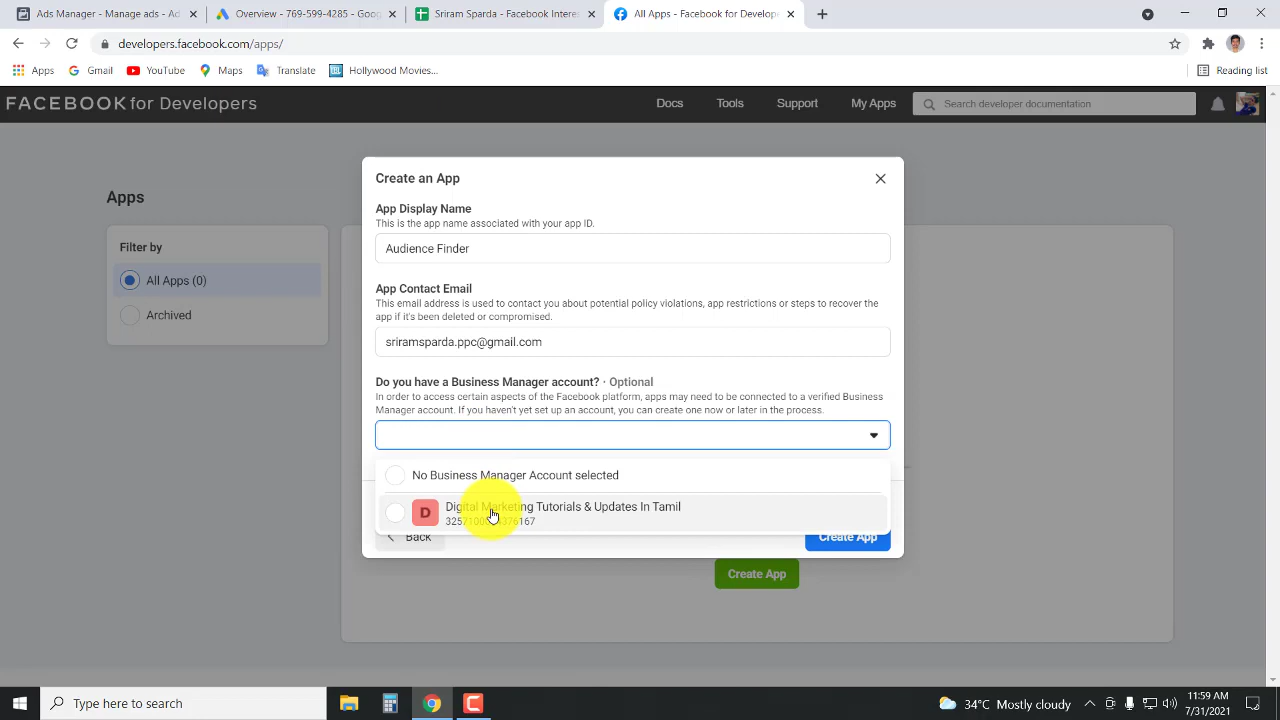 Ads Manager - Manage ads - Ad
Overview - 769-599-4285 - Goog
Sriram Sparda - Facebook Interes
All Apps - Facebook for Develope
developers.facebook.com/apps/
Apps
Gmail
YouTube
Maps
Translate
Hollywood Movies...
Reading list
FACEBOOK for Developers
Docs
Tools
Support
My Apps
Search developer documentation
Apps
Filter by
All Apps (0)
Archived
Create an App
App Display Name
This is the app name associated with your app ID.
Audience Finder
App Contact Email
This email address is used to contact you about potential policy violations, app restrictions or steps to recover the
app if it's been deleted or compromised.
sriramsparda.ppc@gmail.com
Do you have a Business Manager account? · Optional
In order to access certain aspects of the Facebook platform, apps may need to be connected to a verified Business
Manager account. If you haven't yet set up an account, you can create one now or later in the process.
No Business Manager Account selected
D
Digital Marketing Tutorials & Updates In Tamil
Back
Create App
Create App
Type here to search
34°C Mostly cloudy
11:59 AM
7/31/2021